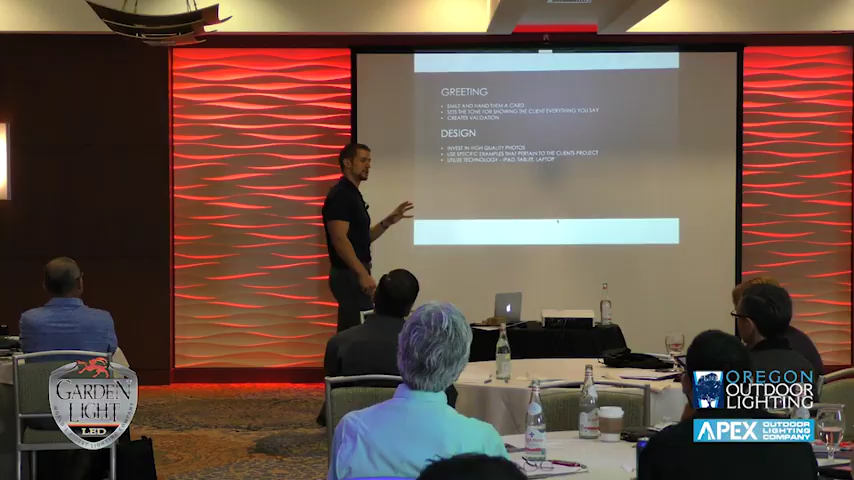 GREETING
• SMILE AND HAND THEM A CARD
• SETS THE TONE FOR SHOWING THE CLIENT EVERYTHING YOU SAY
• CREATES VALIDATION
DESIGN
• INVEST IN HIGH QUALITY PHOTOS
• USE SPECIFIC EXAMPLES THAT PERTAIN TO THE CLIENTS PROJECT
• UTILIZE TECHNOLOGY - IPAD, TABLET, LAPTOP
GARDEN
LIGHT
LED
OREGON
OUTDOOR
LIGHTING
APEX OUTDOOR
LIGHTING
COMPANY